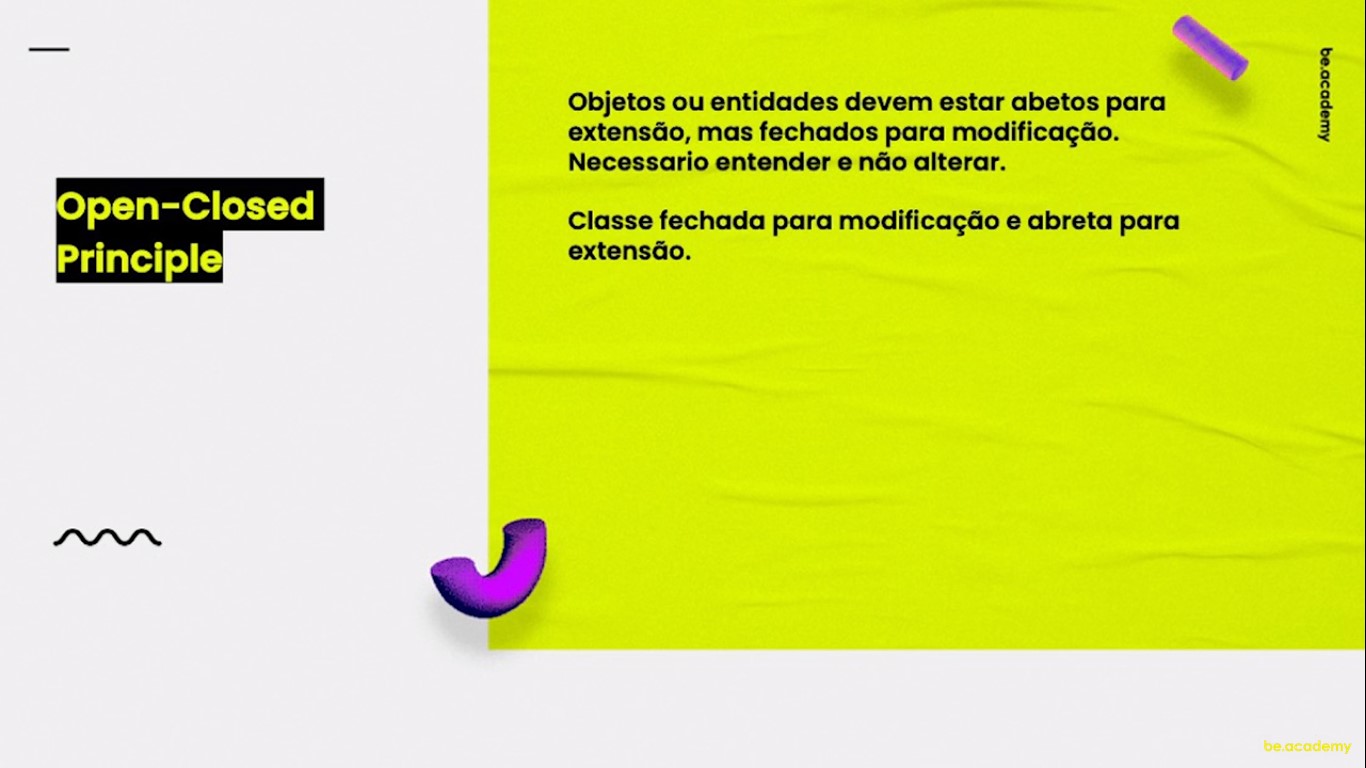 Open-Closed
Principle
Objetos ou entidades devem estar abetos para
extensão, mas fechados para modificação.
Necessario entender e não alterar.
Classe fechada para modificação e abreta para
extensão.
be.academy
be.academy